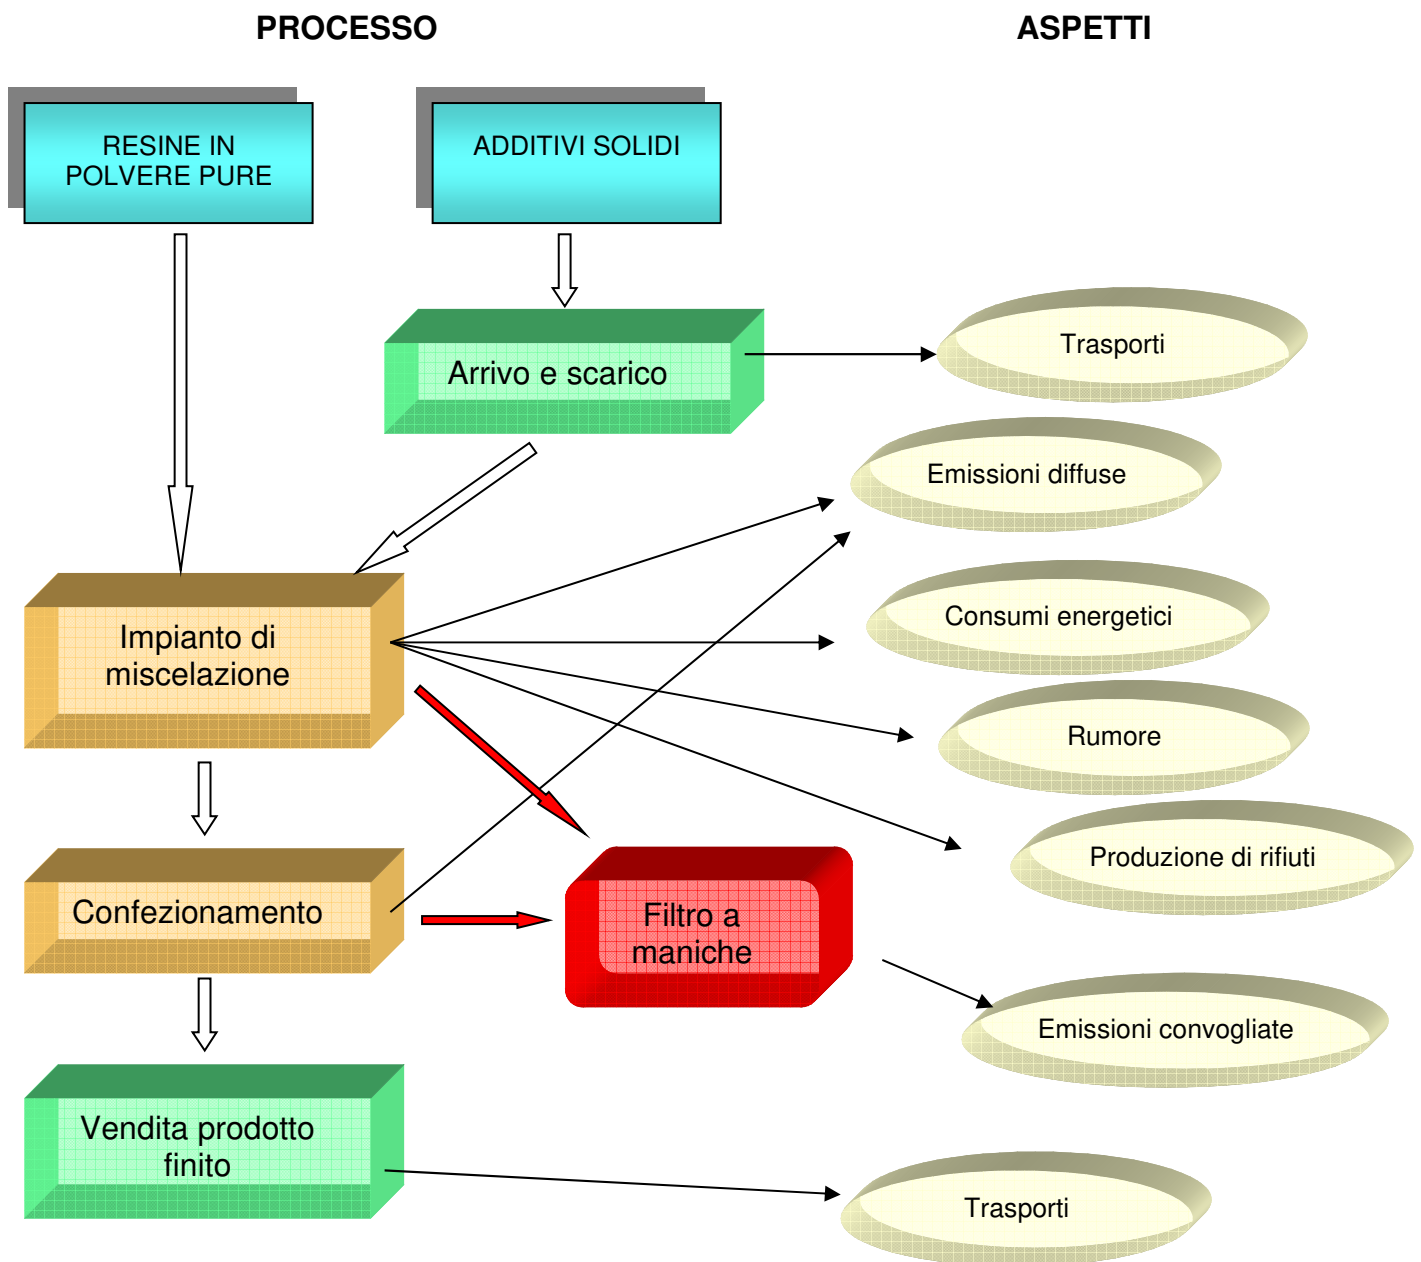 PROCESSO
ASPETTI
RESINE IN
POLVERE PURE
ADDITIVI SOLIDI
Arrivo e scarico
Trasporti
Emissioni diffuse
Impianto di
miscelazione
Consumi energetici
Rumore
Produzione di rifiuti
Confezionamento
Filtro a
maniche
Emissioni convogliate
Vendita prodotto
finito
Trasporti